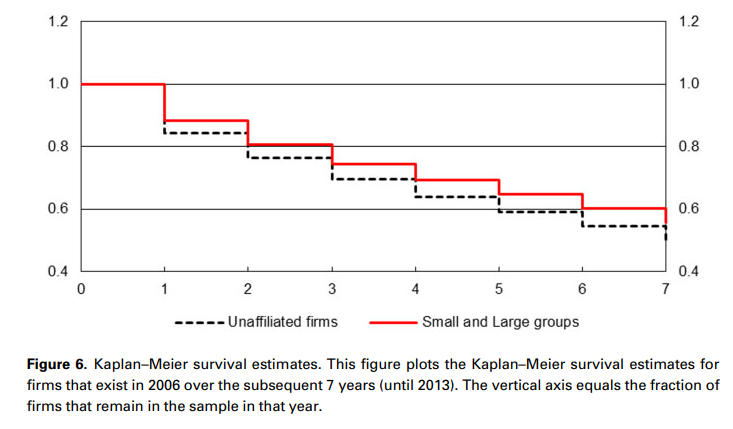 1.2 1.2
1.0 1.0
0.8 0.8
0.6 0.6
0.4 0.4
0 1 2 3 4 5 6 7
Unaffiliated firms Small and Large groups
Figure 6. Kaplan–Meier survival estimates. This figure plots the Kaplan–Meier survival estimates for
firms that exist in 2006 over the subsequent 7 years (until 2013). The vertical axis equals the fraction of
firms that remain in the sample in that year.